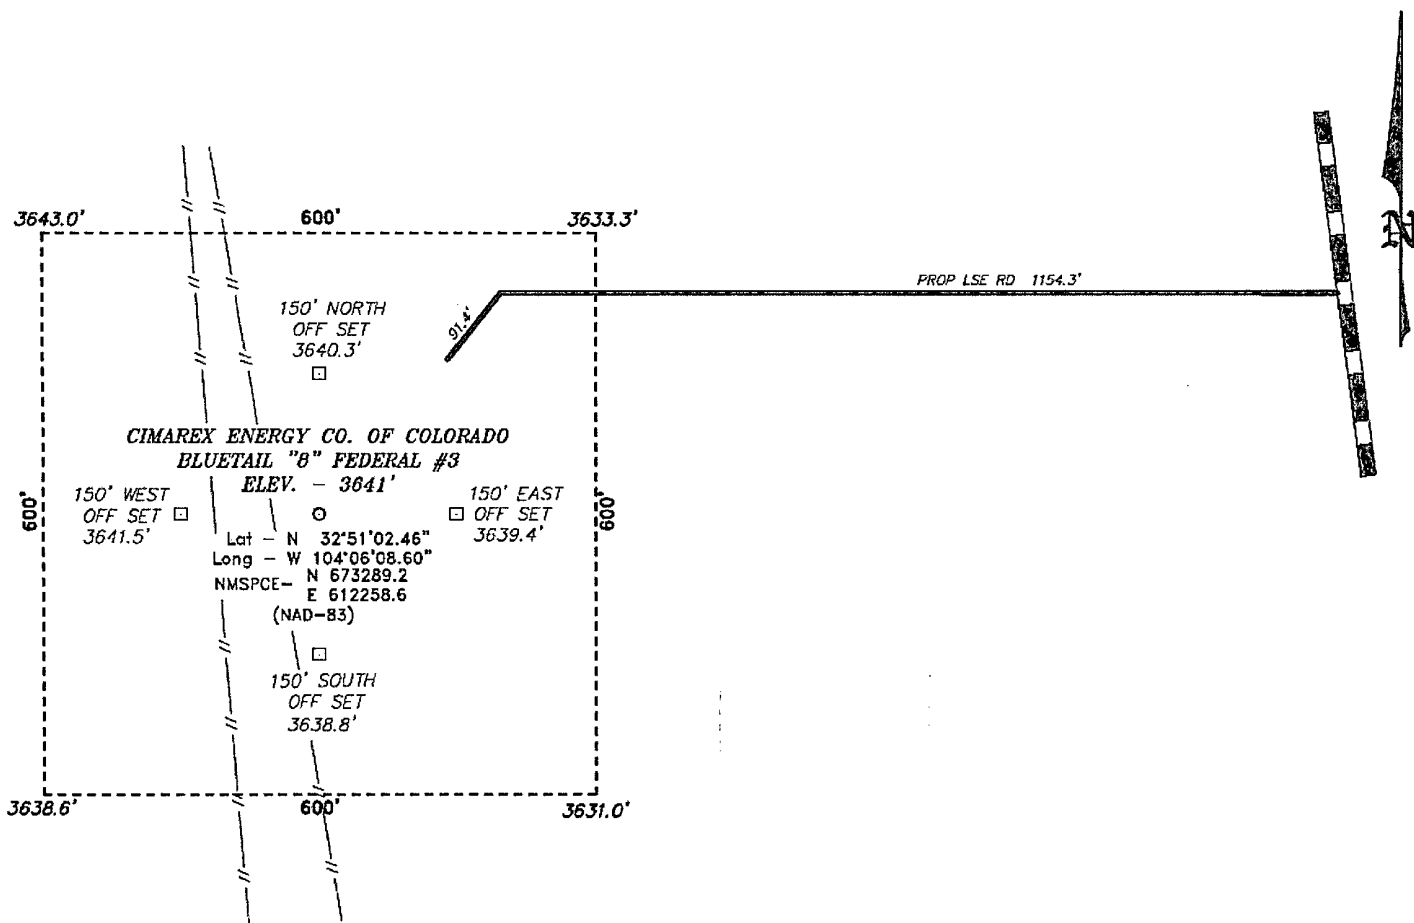 3643.0'
600'
3633.3'
PROP LSE RD 1154.3'
N
91.4'
150' NORTH
OFF SET
3640.3'
CIMAREX ENERGY CO. OF COLORADO
BLUETAIL "8" FEDERAL #3
ELEV. - 3641'
600'
150' WEST
OFF SET
3641.5'
150' EAST
OFF SET
3639.4'
600'
Lat - N 32°51'02.46"
Long - W 104°06'08.60"
NMSPCE- N 673289.2
E 612258.6
(NAD-83)
150' SOUTH
OFF SET
3638.8'
3638.6'
600'
3631.0'